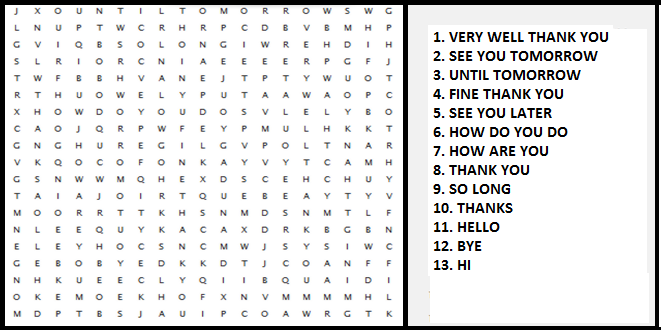 J X O U N T I L T O M O R R O W S W G
L N U P T W C R H R P C D B V B M H P
G V I Q B S O L O N G I W R E H D I H
S L R I O R C N I A E E E E R P G F J
T W F B B H V A N E J T P T Y W U O T
R T H U O W E L Y P U T A A W A O P C
X H O W D O Y O U D O S V L E L Y B O
C A O J Q R P W F E Y P M U L H K K T
G N G H U R E G I L G V P O L T N A R
V K Q O C O F O N K A Y V Y T C A M H
G S N W W M Q H E X D S C E H C H U Y
T A I A J O I R T Q U E B E A Y T Y V
M O O R R T T K H S N M D S N M T L F
N L E E Q U Y K A C A X D R K B G B N
E L E Y H O C S N C M W J S Y S I W C
G E B O B Y E D K K D T J C O A N F F
N H K U E E C L Y Q I I B Q U A I D I
O K E M O E K H O F X N V M M M M H L
M D P T B S J A U I P C O A W R G T K
1. VERY WELL THANK YOU
2. SEE YOU TOMORROW
3. UNTIL TOMORROW
4. FINE THANK YOU
5. SEE YOU LATER
6. HOW DO YOU DO
7. HOW ARE YOU
8. THANK YOU
9. SO LONG
10. THANKS
11. HELLO
12. BYE
13. HI